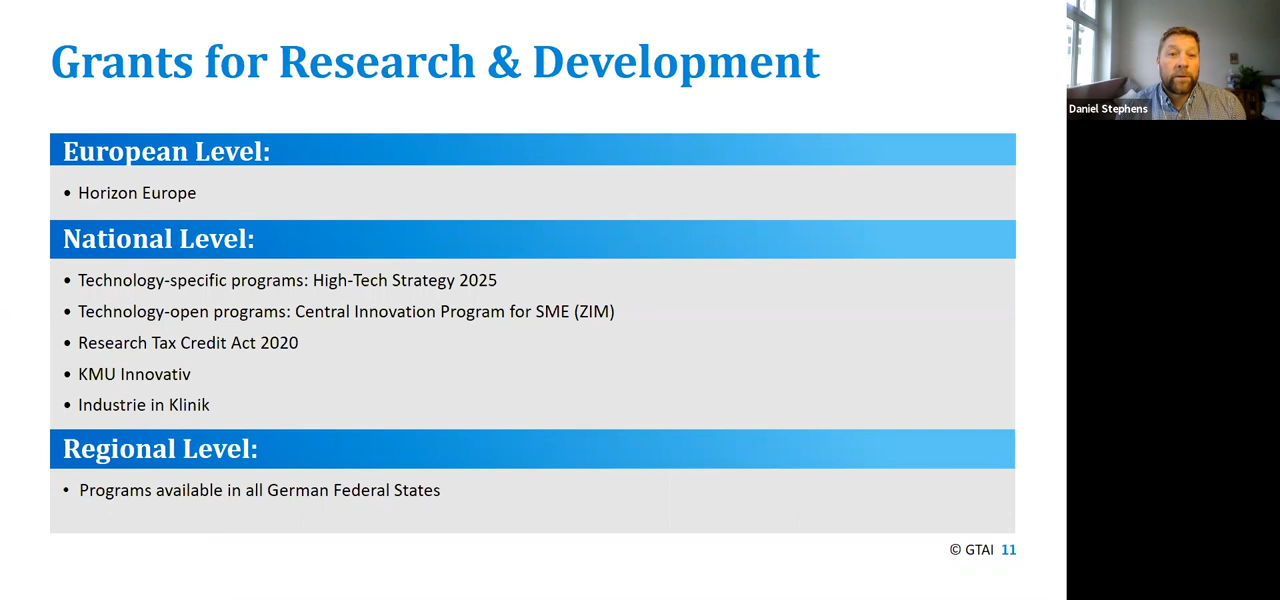 Grants for Research & Development
Daniel Stephens
European Level:
• Horizon Europe
National Level:
• Technology-specific programs: High-Tech Strategy 2025
• Technology-open programs: Central Innovation Program for SME (ZIM)
• Research Tax Credit Act 2020
• KMU Innovativ
• Industrie in Klinik
Regional Level:
• Programs available in all German Federal States
© GTAI 11